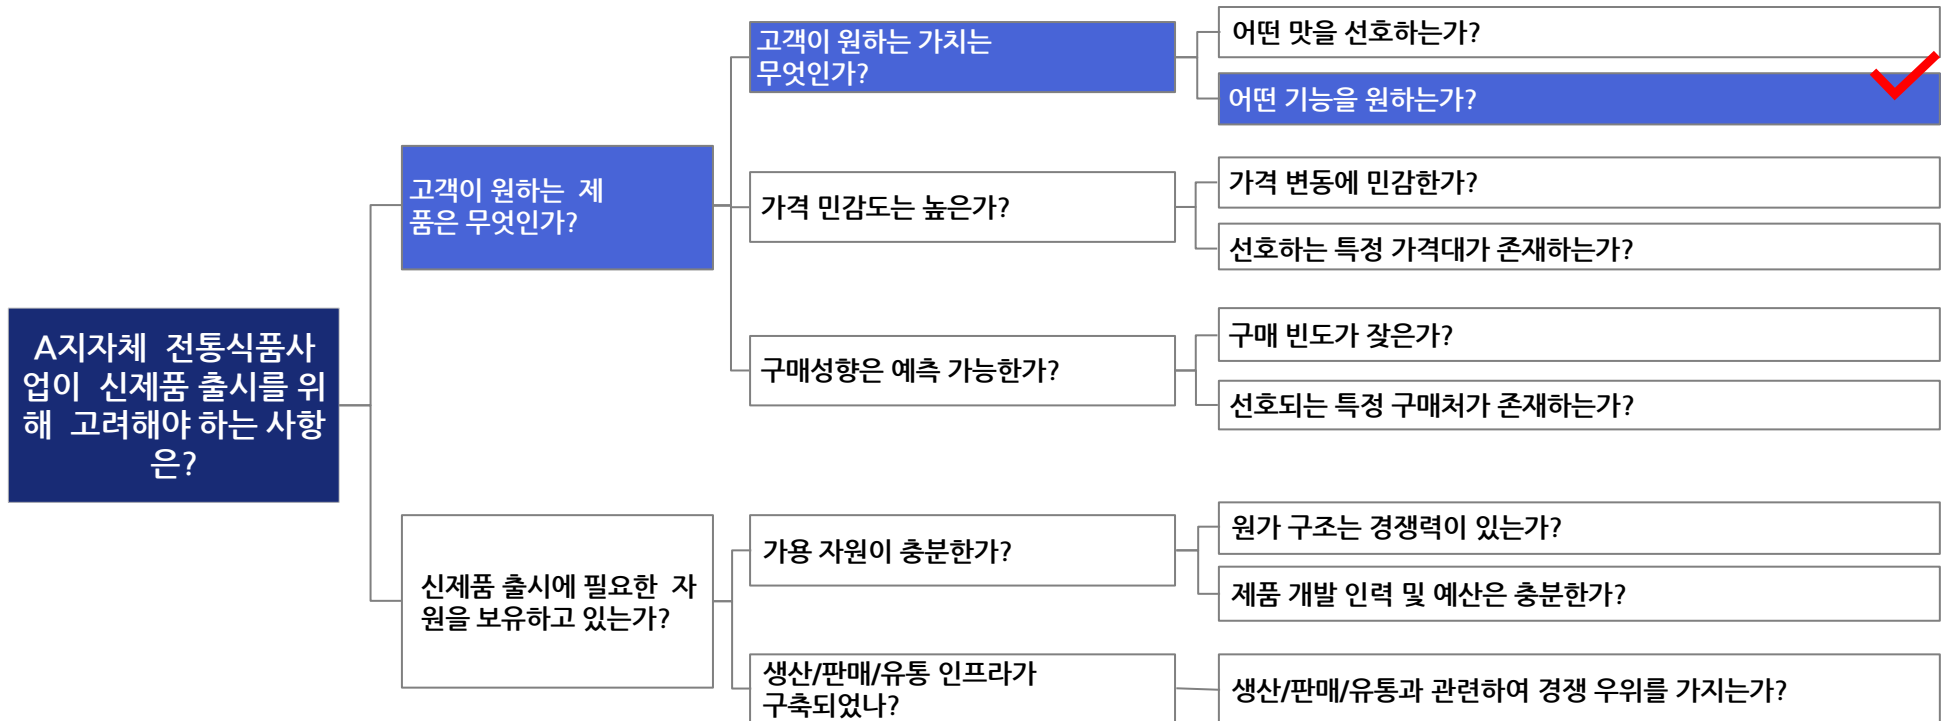 어떤 맛을 선호하는가?
고객이 원하는 가치는
무엇인가?
어떤 기능을 원하는가?
고객이 원하는 제
품은 무엇인가?
가격 민감도는 높은가?
가격 변동에 민감한가?
선호하는 특정 가격대가 존재하는가?
구매성향은 예측 가능한가?
구매 빈도가 잦은가?
선호되는 특정 구매처가 존재하는가?
A지자체 전통식품사
업이 신제품 출시를 위
해 고려해야 하는 사항
은?
신제품 출시에 필요한 자
원을 보유하고 있는가?
가용 자원이 충분한가?
원가 구조는 경쟁력이 있는가?
제품 개발 인력 및 예산은 충분한가?
생산/판매/유통 인프라가
구축되었나?
생산/판매/유통과 관련하여 경쟁 우위를 가지는가?